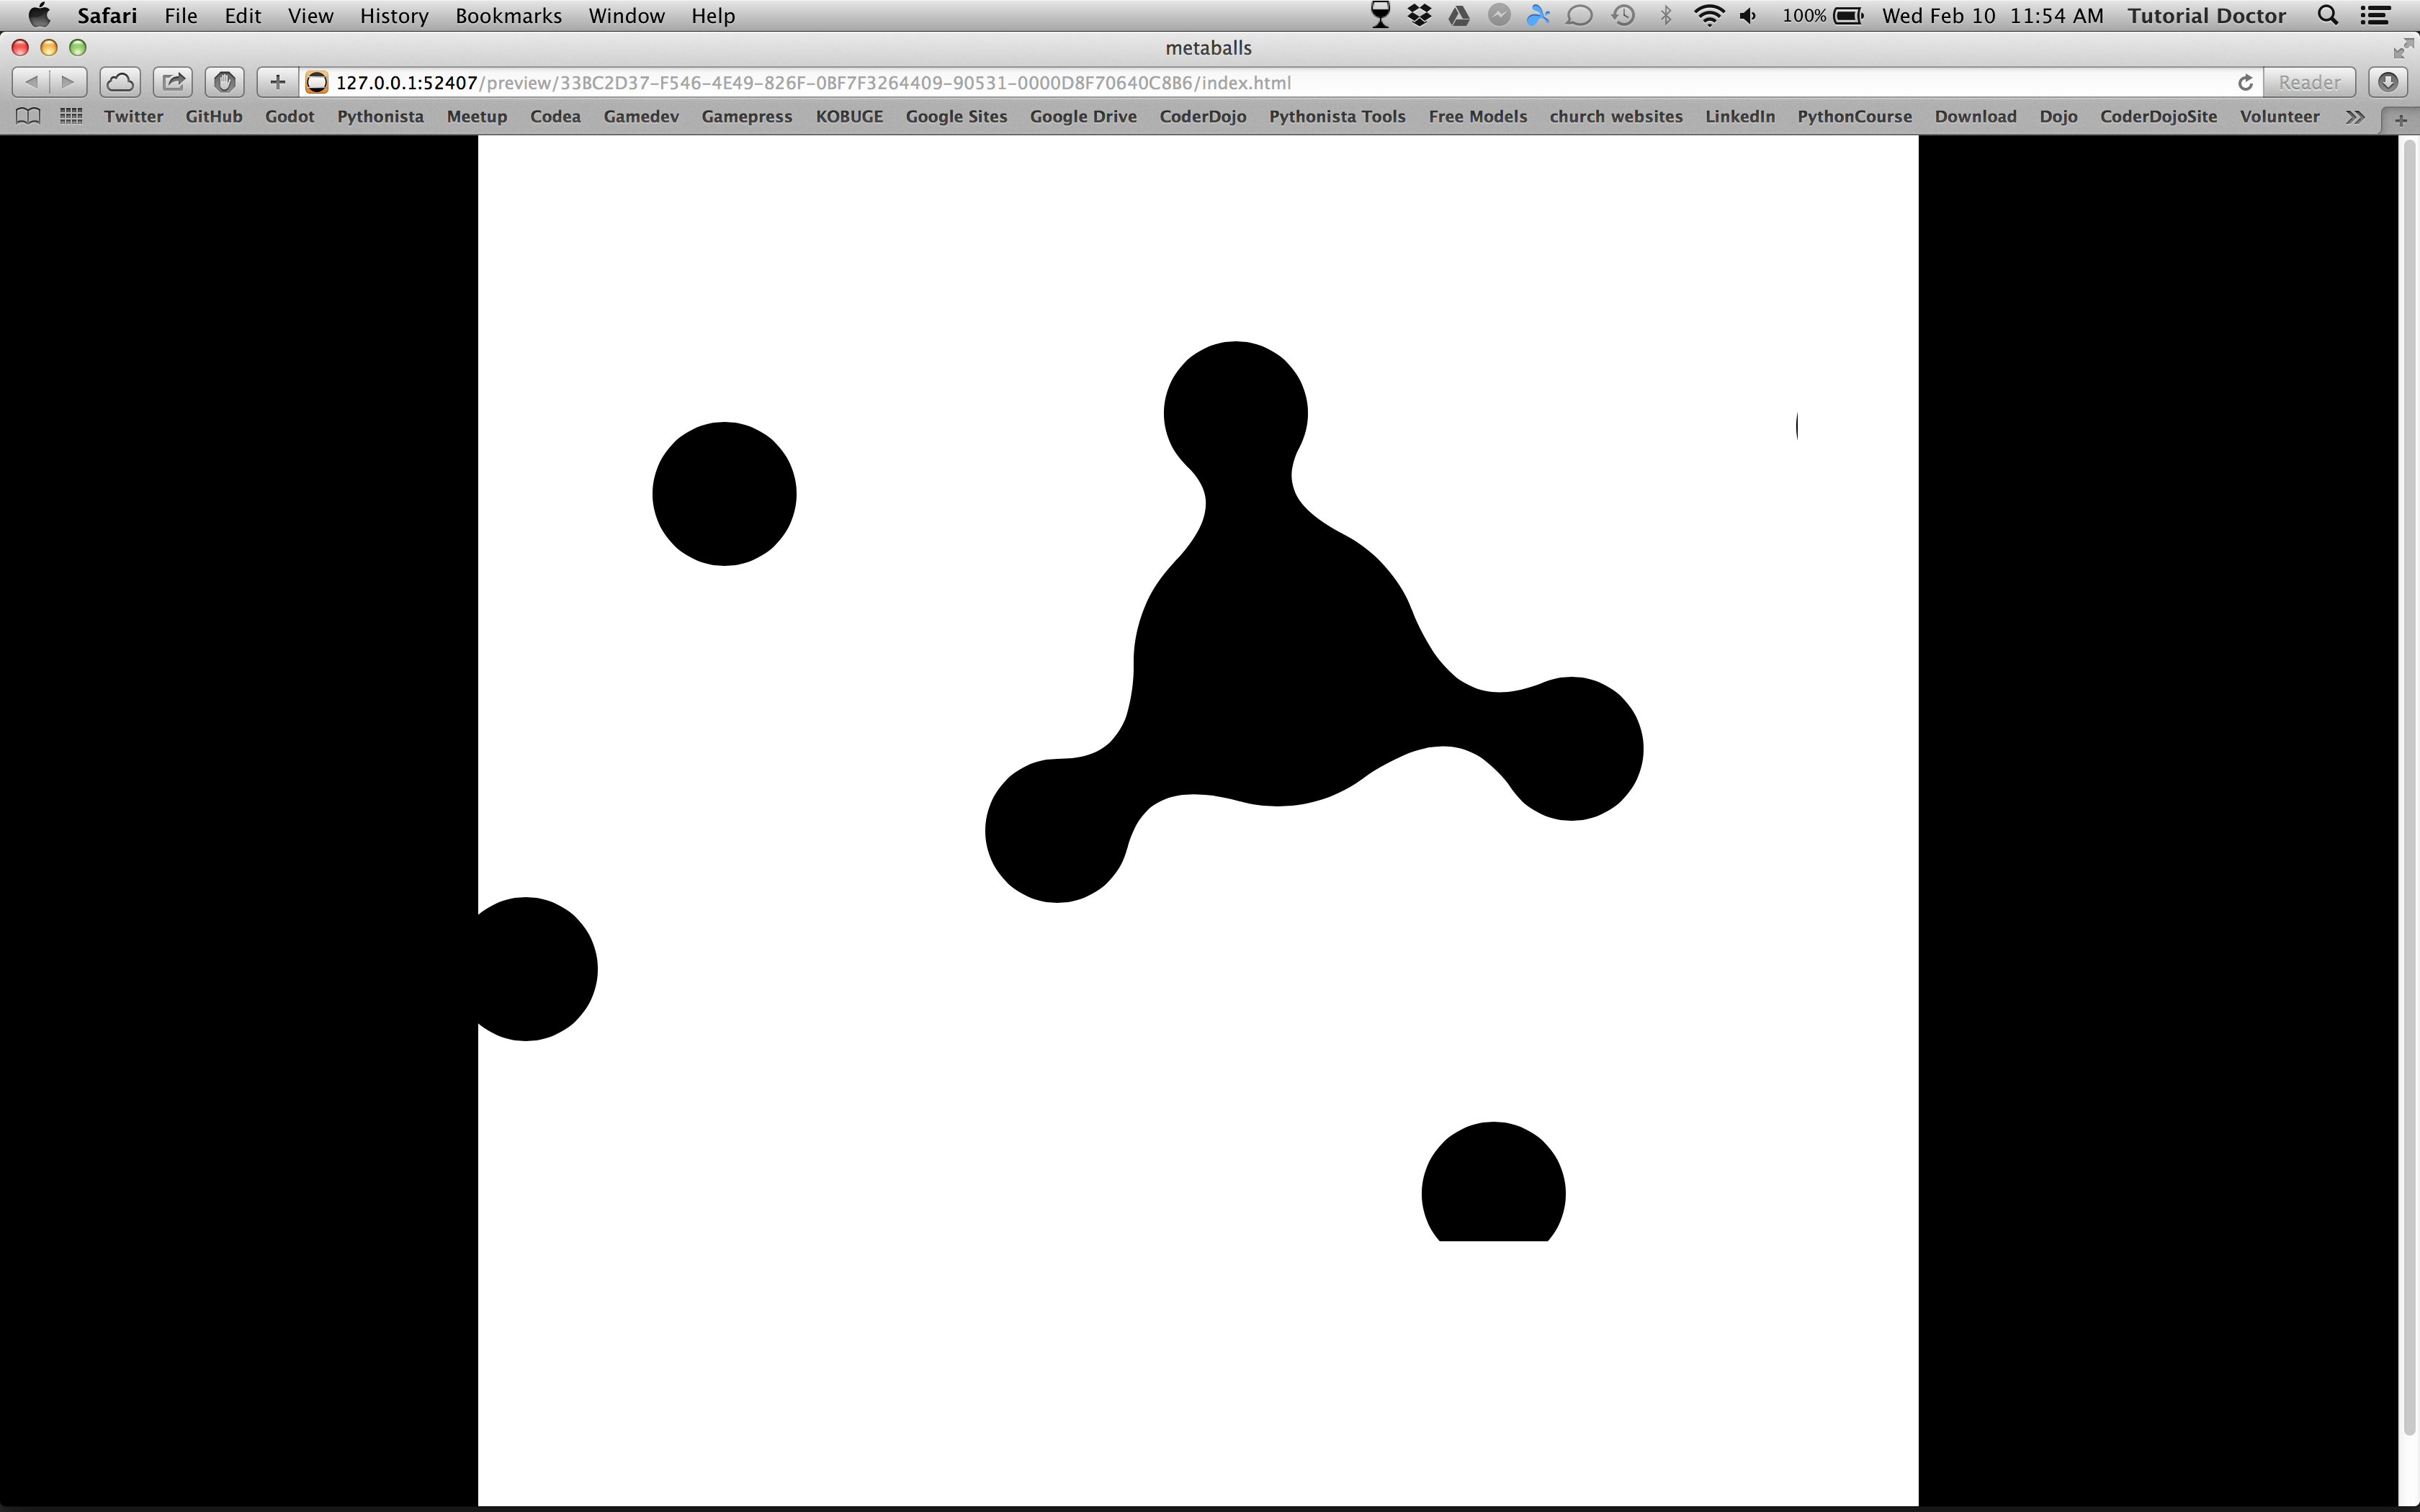 Safari File Edit View History Bookmarks Window Help 100% Wed Feb 10 11:54 AM Tutorial Doctor
metaballs
127.0.0.1:52407/preview/33BC2D37-F546-4E49-826F-0BF7F3264409-90531-0000D8F70640C8B6/index.html Reader
Twitter GitHub Godot Pythonista Meetup Codea Gamedev Gamepress KOBUGE Google Sites Google Drive CoderDojo Pythonista Tools Free Models church websites LinkedIn PythonCourse Download Dojo CoderDojoSite Volunteer